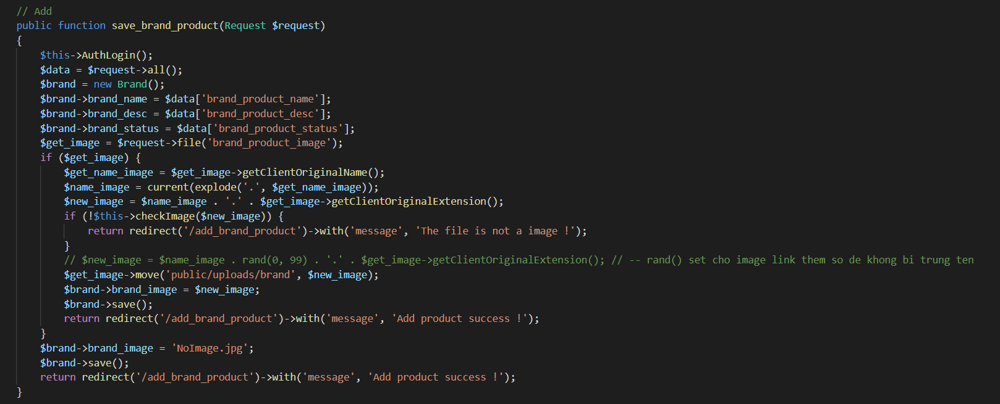 // Add
public function save_brand_product(Request $request)
{
    $this->AuthLogin();
    $data = $request->all();
    $brand = new Brand();
    $brand->brand_name = $data['brand_product_name'];
    $brand->brand_desc = $data['brand_product_desc'];
    $brand->brand_status = $data['brand_product_status'];
    $get_image = $request->file('brand_product_image');
    if ($get_image) {
        $get_name_image = $get_image->getClientOriginalName();
        $name_image = current(explode('.', $get_name_image));
        $new_image = $name_image . '.' . $get_image->getClientOriginalExtension();
        if (!$this->checkImage($new_image)) {
            return redirect('/add_brand_product')->with('message', 'The file is not a image !');
        }
        // $new_image = $name_image . rand(0, 99) . '.' . $get_image->getClientOriginalExtension(); // -- rand() set cho image link them so de khong bi trung ten
        $get_image->move('public/uploads/brand', $new_image);
        $brand->brand_image = $new_image;
        $brand->save();
        return redirect('/add_brand_product')->with('message', 'Add product success !');
    }
    $brand->brand_image = 'NoImage.jpg';
    $brand->save();
    return redirect('/add_brand_product')->with('message', 'Add product success !');
}